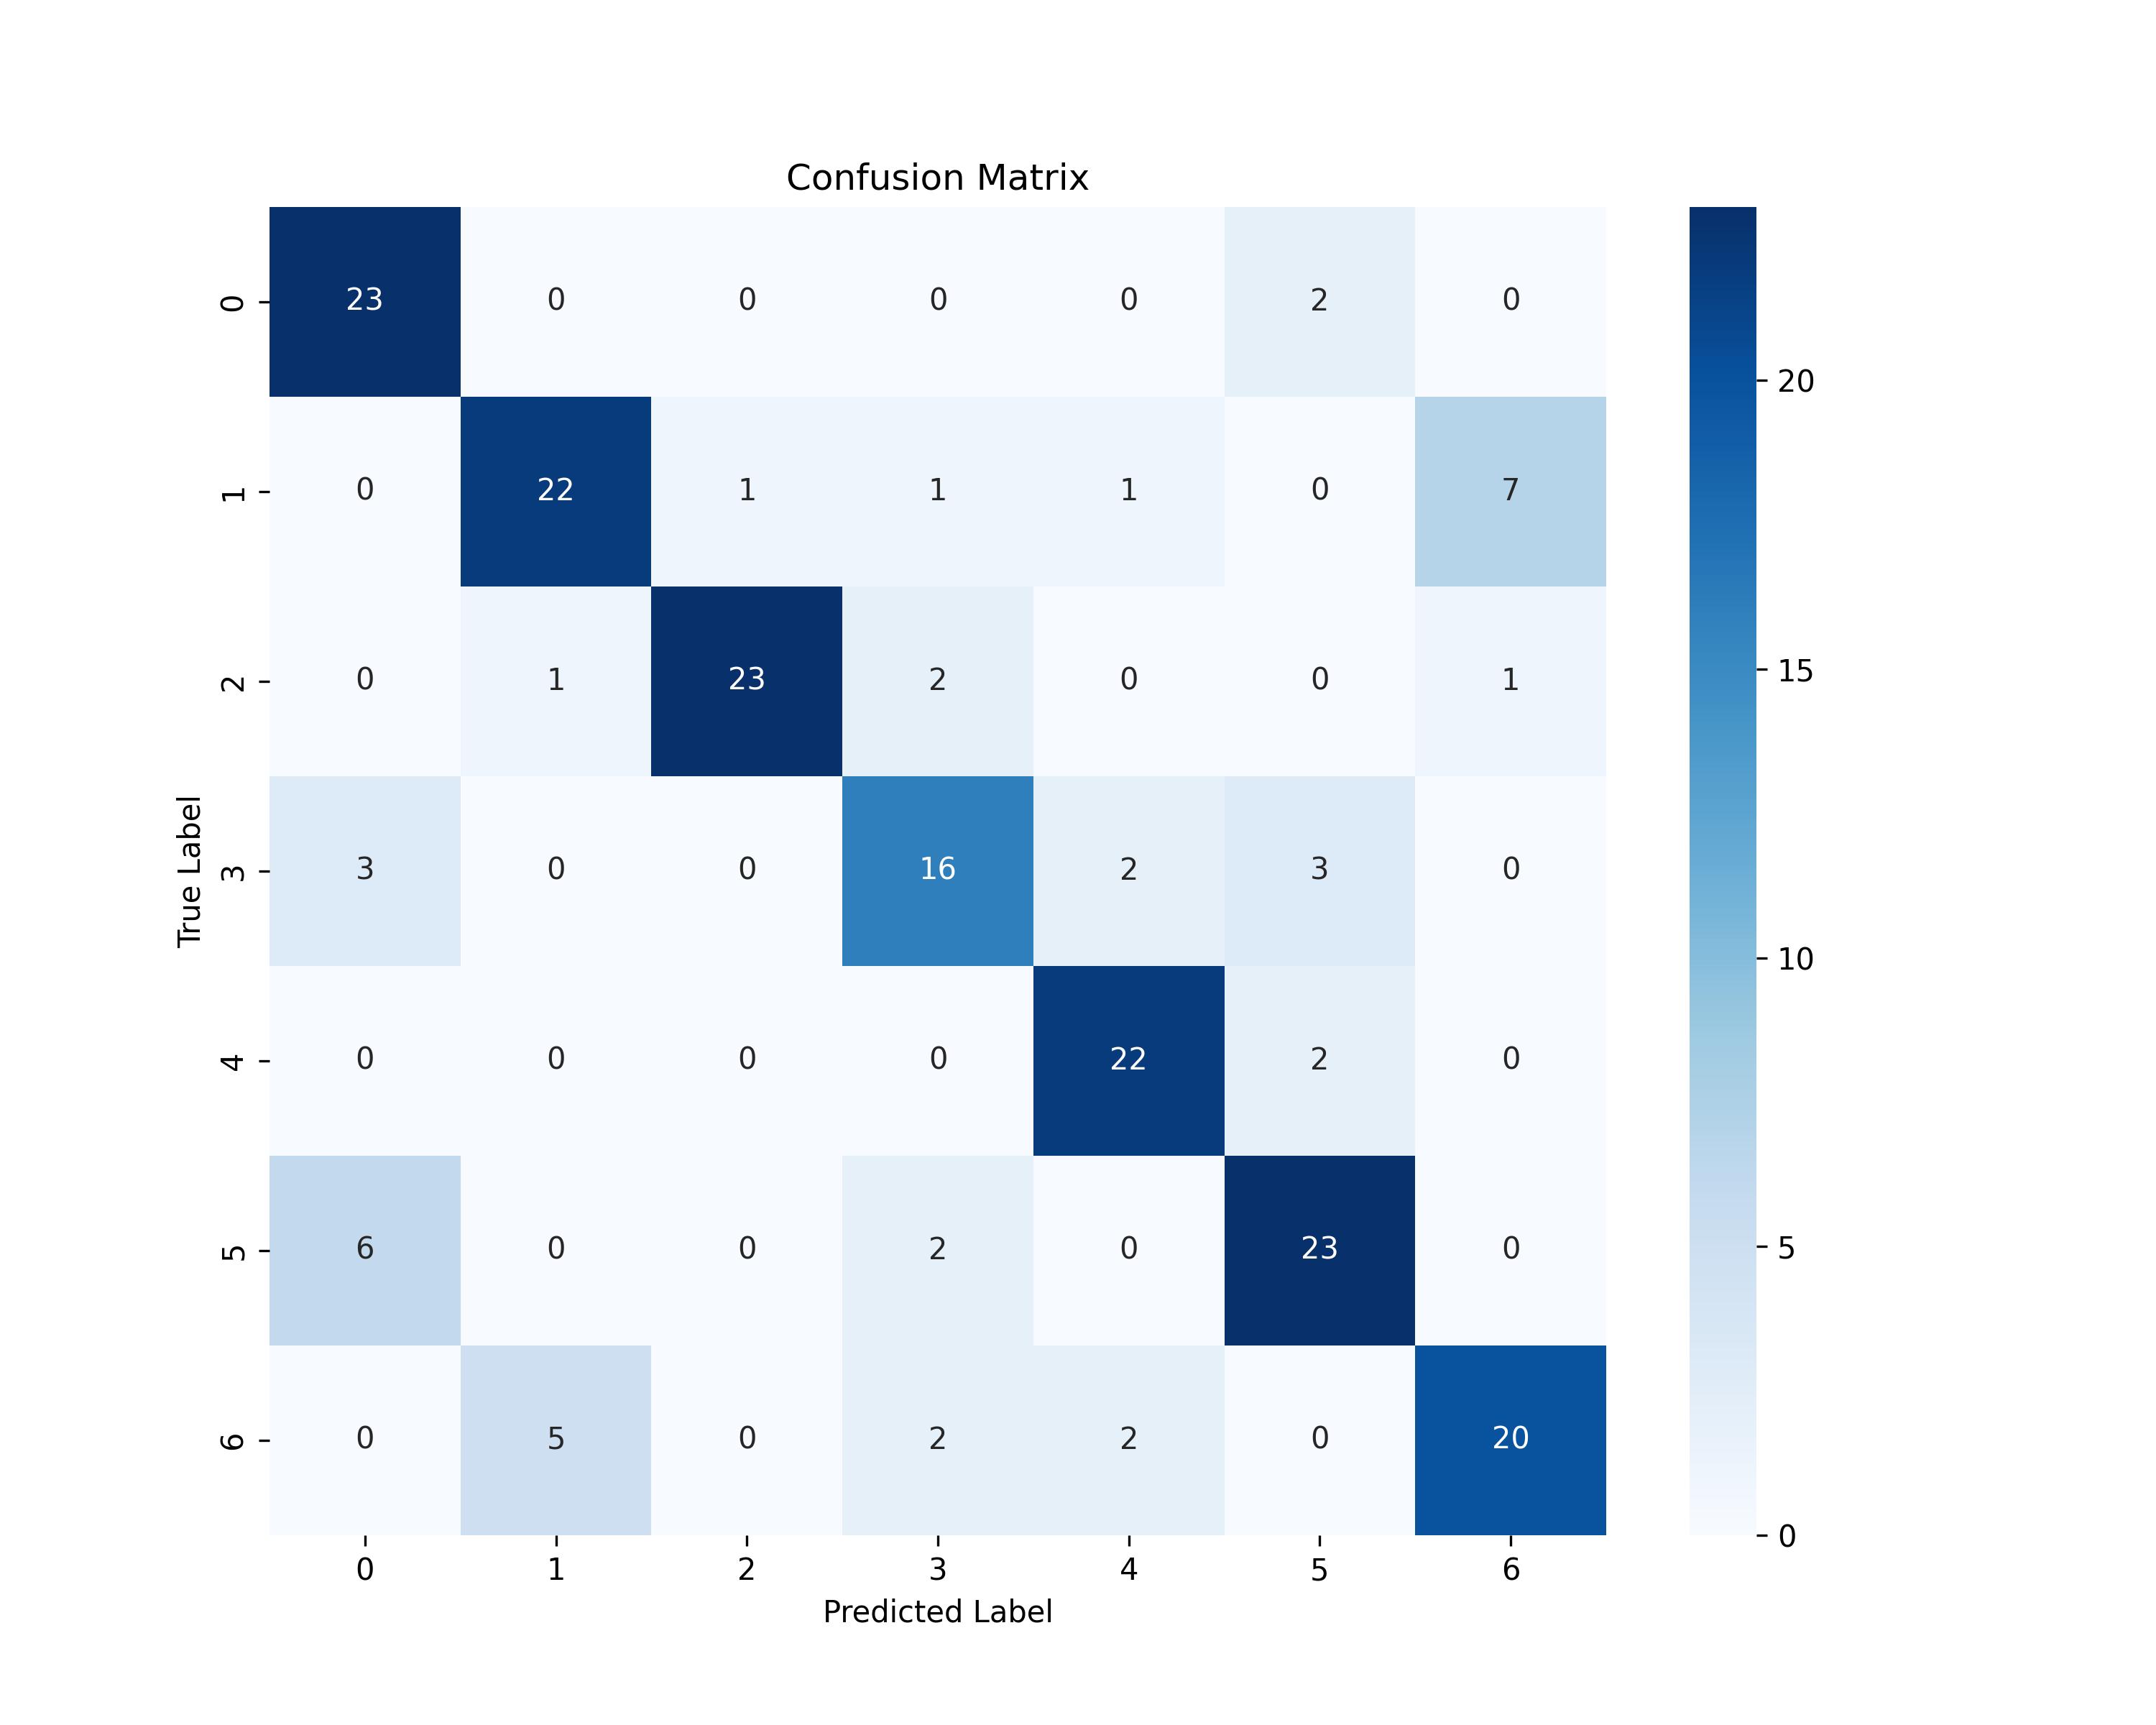 Confusion Matrix
True Label
0 23 0 0 0 0 2 0
1 0 22 1 1 1 0 7
2 0 1 23 2 0 0 1
3 3 0 0 16 2 3 0
4 0 0 0 0 22 2 0
5 6 0 0 2 0 23 0
6 0 5 0 2 2 0 20
0 1 2 3 4 5 6
Predicted Label
20
15
10
5
0